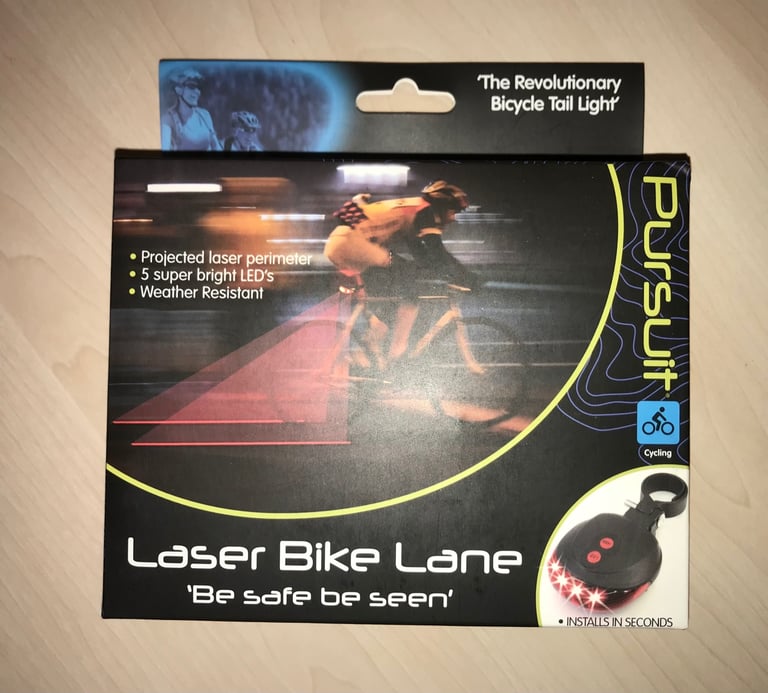 'The Revolutionary
Bicycle Tail Light'
Pursuit
• Projected laser perimeter
• 5 super bright LED's
• Weather Resistant
Cycling
Laser Bike Lane
'Be safe be seen'
• INSTALLS IN SECONDS